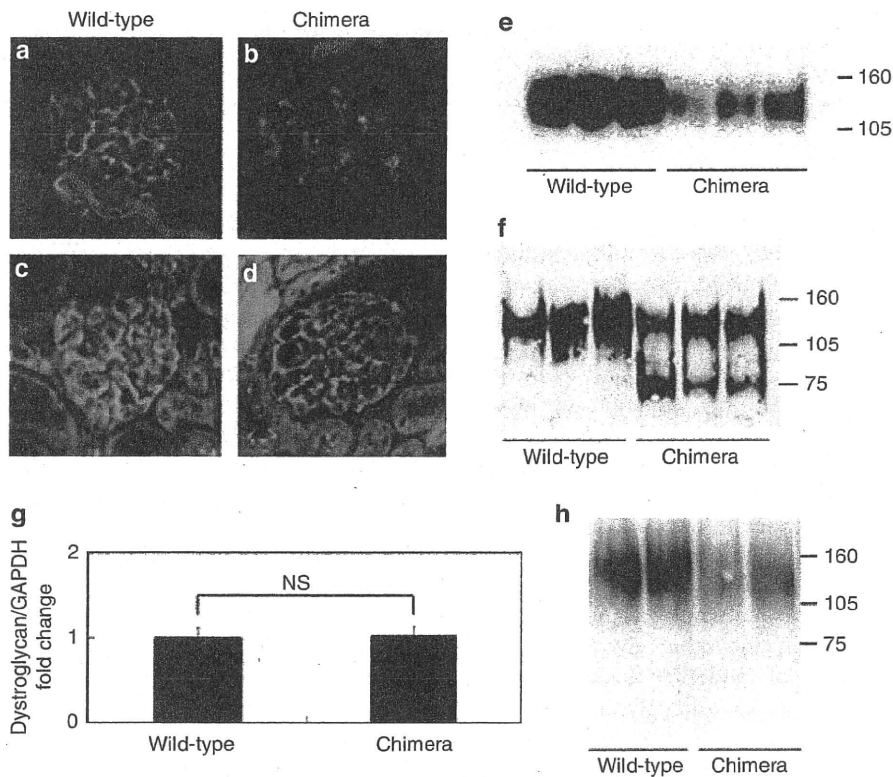 Wild-type
Chimera
a
b
c
d
e
160
105
Wild-type
Chimera
f
160
105
75
Wild-type
Chimera
g
Dystroglycan/GAPDH
fold change
2
1
0
NS
Wild-type
Chimera
h
160
105
75
Wild-type
Chimera